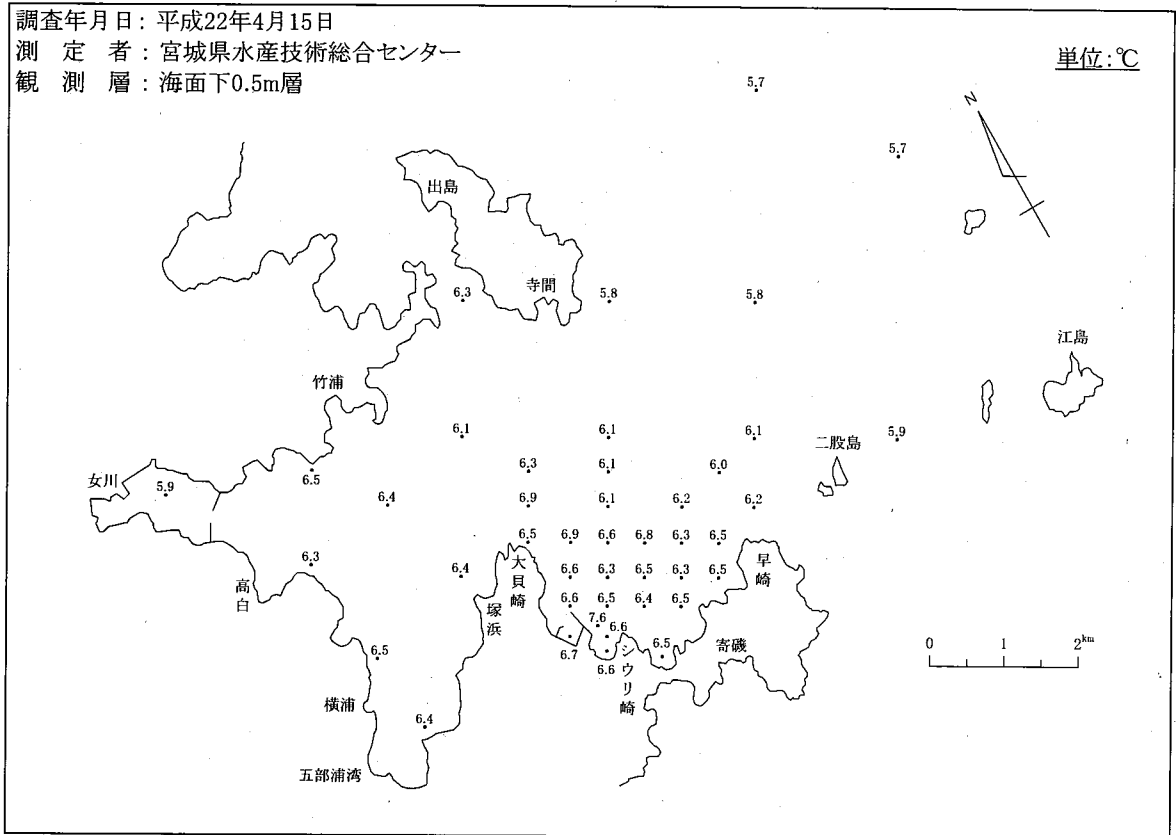 調査年月日：平成22年4月15日
測　定　者：宮城県水産技術総合センター
観　測　層：海面下0.5m層
単位：℃
5.7
N
5.7
出島
寺間
6.3
5.8
5.8
江島
竹浦
6.1
6.1
6.1
5.9
二股島
女川
5.9
6.5
6.3
6.1
6.0
6.4
6.9
6.1
6.2
6.2
6.5
6.9
6.6
6.8
6.3
6.5
6.3
高白
6.4
大貝崎
6.6
6.3
6.5
6.3
6.5
早崎
塚浜
6.6
6.5
6.4
6.5
7.6
6.6
6.7
6.6
シウリ崎
6.5
寄磯
6.5
0
2km
横浦
6.4
五部浦湾